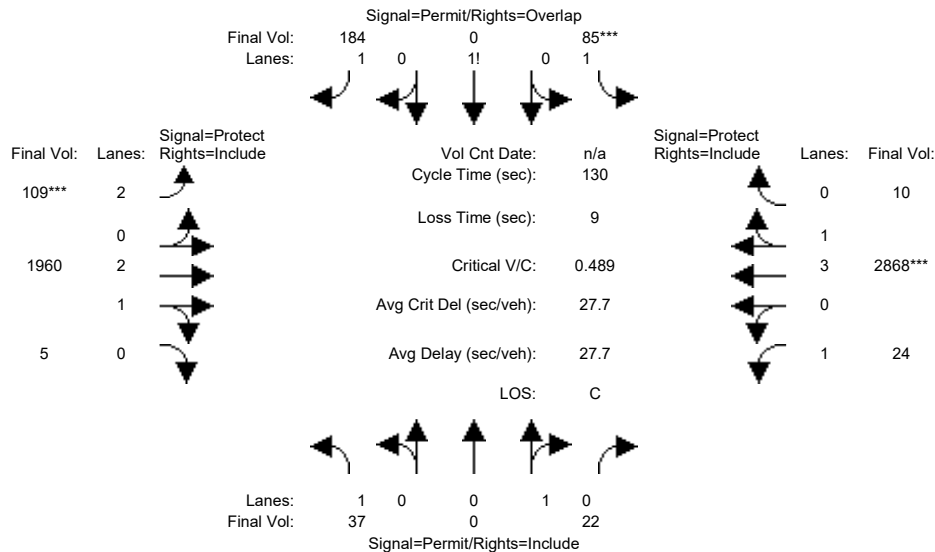 Signal=Permit/Rights=Overlap
Final Vol: 184 0 85***
Lanes: 1 0 1! 0 1
Signal=Protect Signal=Protect
Final Vol: Lanes: Rights=Include Vol Cnt Date: n/a Rights=Include Lanes: Final Vol:
Cycle Time (sec): 130
109*** 2 0 10
Loss Time (sec): 9
0 1
1960 2 Critical V/C: 0.489 3 2868***
1 Avg Crit Del (sec/veh): 27.7 0
5 0 Avg Delay (sec/veh): 27.7 1 24
LOS: C
Lanes: 1 0 0 1 0
Final Vol: 37 0 22
Signal=Permit/Rights=Include